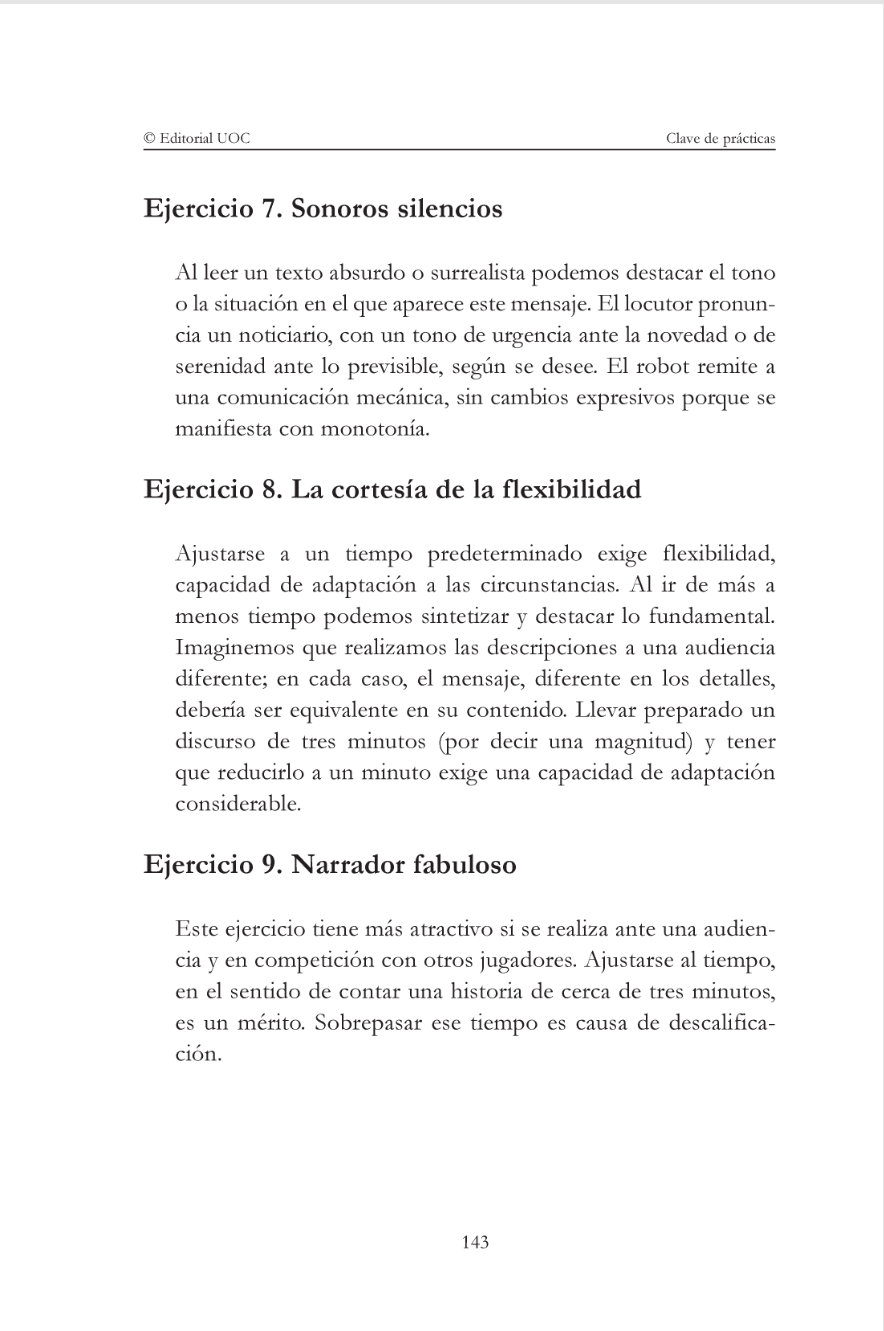 © Editorial UOC
Clave de prácticas
Ejercicio 7. Sonoros silencios
Al leer un texto absurdo o surrealista podemos destacar el tono
o la situación en el que aparece este mensaje. El locutor pronun-
cia un noticiario, con un tono de urgencia ante la novedad o de
serenidad ante lo previsible, según se desee. El robot remite a
una comunicación mecánica, sin cambios expresivos porque se
manifiesta con monotonía.
Ejercicio 8. La cortesía de la flexibilidad
Ajustarse a un tiempo predeterminado exige flexibilidad,
capacidad de adaptación a las circunstancias. Al ir de más a
menos tiempo podemos sintetizar y destacar lo fundamental.
Imaginemos que realizamos las descripciones a una audiencia
diferente; en cada caso, el mensaje, diferente en los detalles,
debería ser equivalente en su contenido. Llevar preparado un
discurso de tres minutos (por decir una magnitud) y tener
que reducirlo a un minuto exige una capacidad de adaptación
considerable.
Ejercicio 9. Narrador fabuloso
Este ejercicio tiene más atractivo si se realiza ante una audien-
cia y en competición con otros jugadores. Ajustarse al tiempo,
en el sentido de contar una historia de cerca de tres minutos,
es un mérito. Sobrepasar ese tiempo es causa de descalifica-
ción.
143